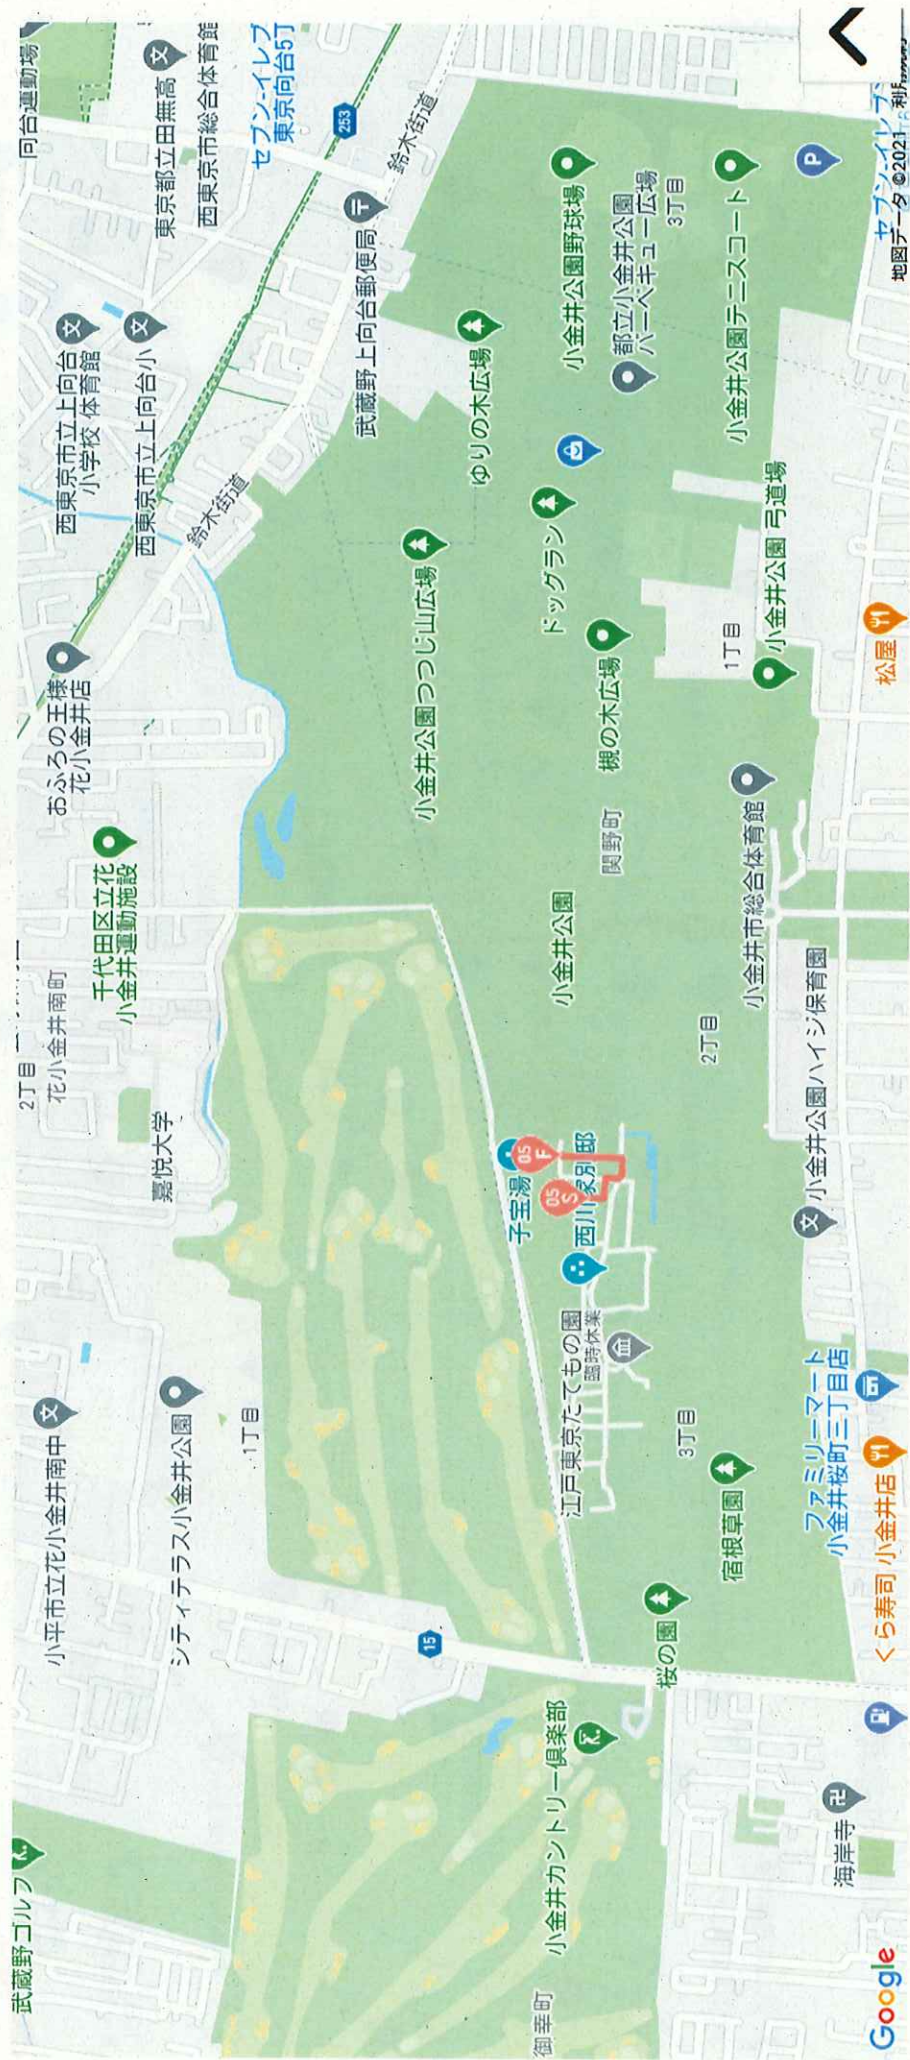 武蔵野ゴルフ
小平市立花小金井南中
シティテラス小金井公園
1丁目
嘉悦大学
2丁目
花小金井南町
千代田区立花
小金井運動施設
おふろの王様
花小金井店
西東京市立上向台
小学校 体育館
西東京市立上向台小
鈴木街道
東京都立田無高
西東京市総合体育館
向台運動場
セブン-イレブ
東京向台5丁
253
鈴木街道
武蔵野上向台郵便局
15
小金井公園つつじ山広場
ゆりの木広場
小金井公園野球場
都立小金井公園
バーベキュー広場
3丁目
小金井公園テニスコート
P
ドッグラン
槻の木広場
関野町
小金井公園
1丁目
小金井公園 弓道場
小金井市総合体育館
2丁目
小金井公園ハイジ保育園
子宝湯
05
F
05
S
西川家別邸
江戸東京たてもの園
臨時休業
3丁目
宿根草園
桜の園
小金井カントリー倶楽部
御幸町
海岸寺
ファミリーマート
小金井桜町三丁目店
くら寿司 小金井店
松屋
セブン-イレブ
Google
地図データ ©2021